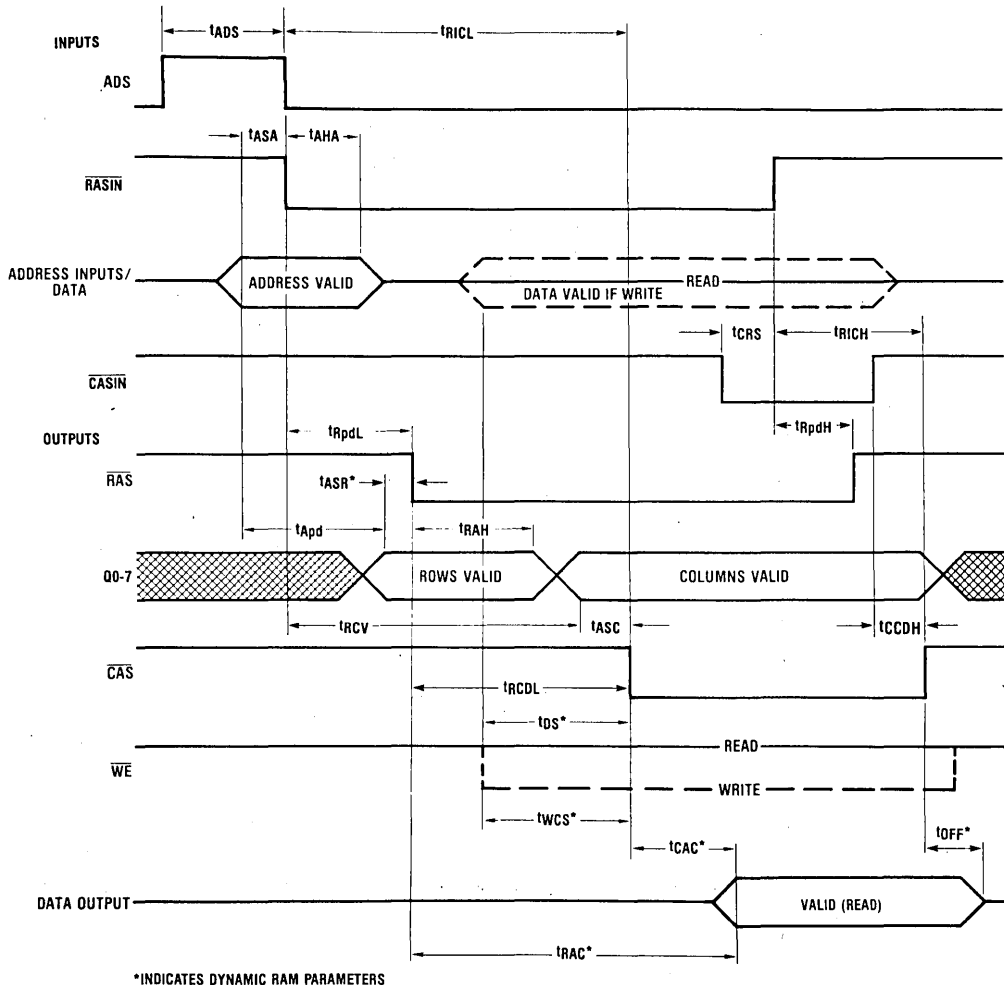 tADS
tRICL
INPUTS
ADS
tASA
tAHA
RASIN
ADDRESS INPUTS/
DATA
ADDRESS VALID
READ
DATA VALID IF WRITE
tCRS
tRICH
CASIN
OUTPUTS
tRpdL
tRpdH
RAS
tASR*
tApd
tRAH
Q0-7
ROWS VALID
COLUMNS VALID
tRCV
tASC
tCCDH
CAS
tRCDL
tDS*
READ
WE
WRITE
tWCS*
tCAC*
tOFF*
DATA OUTPUT
VALID (READ)
tRAC*
*INDICATES DYNAMIC RAM PARAMETERS